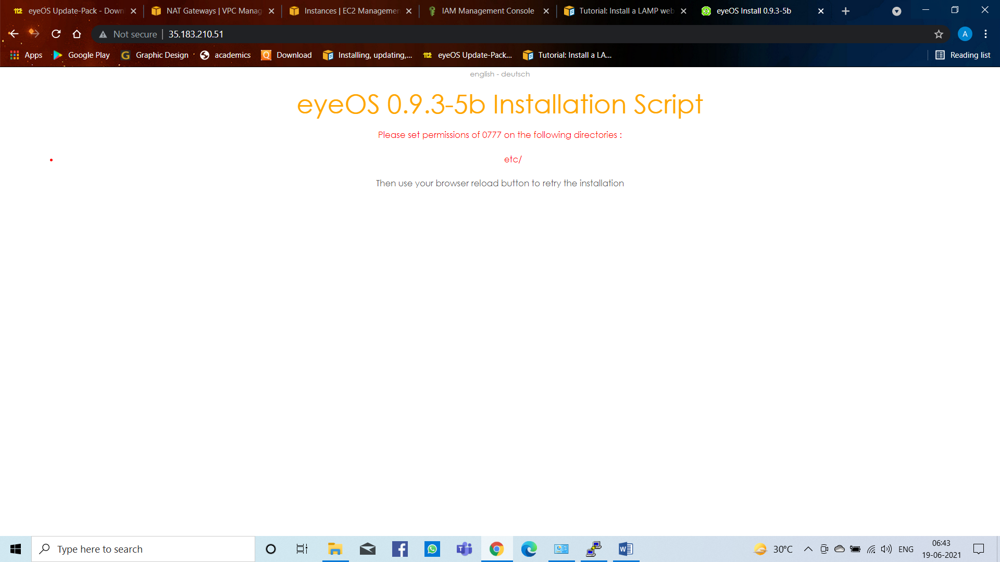 eyeOS Update-Pack - Down
NAT Gateways | VPC Manag
Instances | EC2 Managemen
IAM Management Console
Tutorial: Install a LAMP web
eyeOS Install 0.9.3-5b
Not secure
35.183.210.51
A
Apps
Google Play
Graphic Design
academics
Download
Installing, updating,...
eyeOS Update-Pack...
Tutorial: Install a LA...
Reading list
english - deutsch
eyeOS 0.9.3-5b Installation Script
Please set permissions of 0777 on the following directories :
• etc/
Then use your browser reload button to retry the installation
Type here to search
30°C
ENG
06:43
19-06-2021